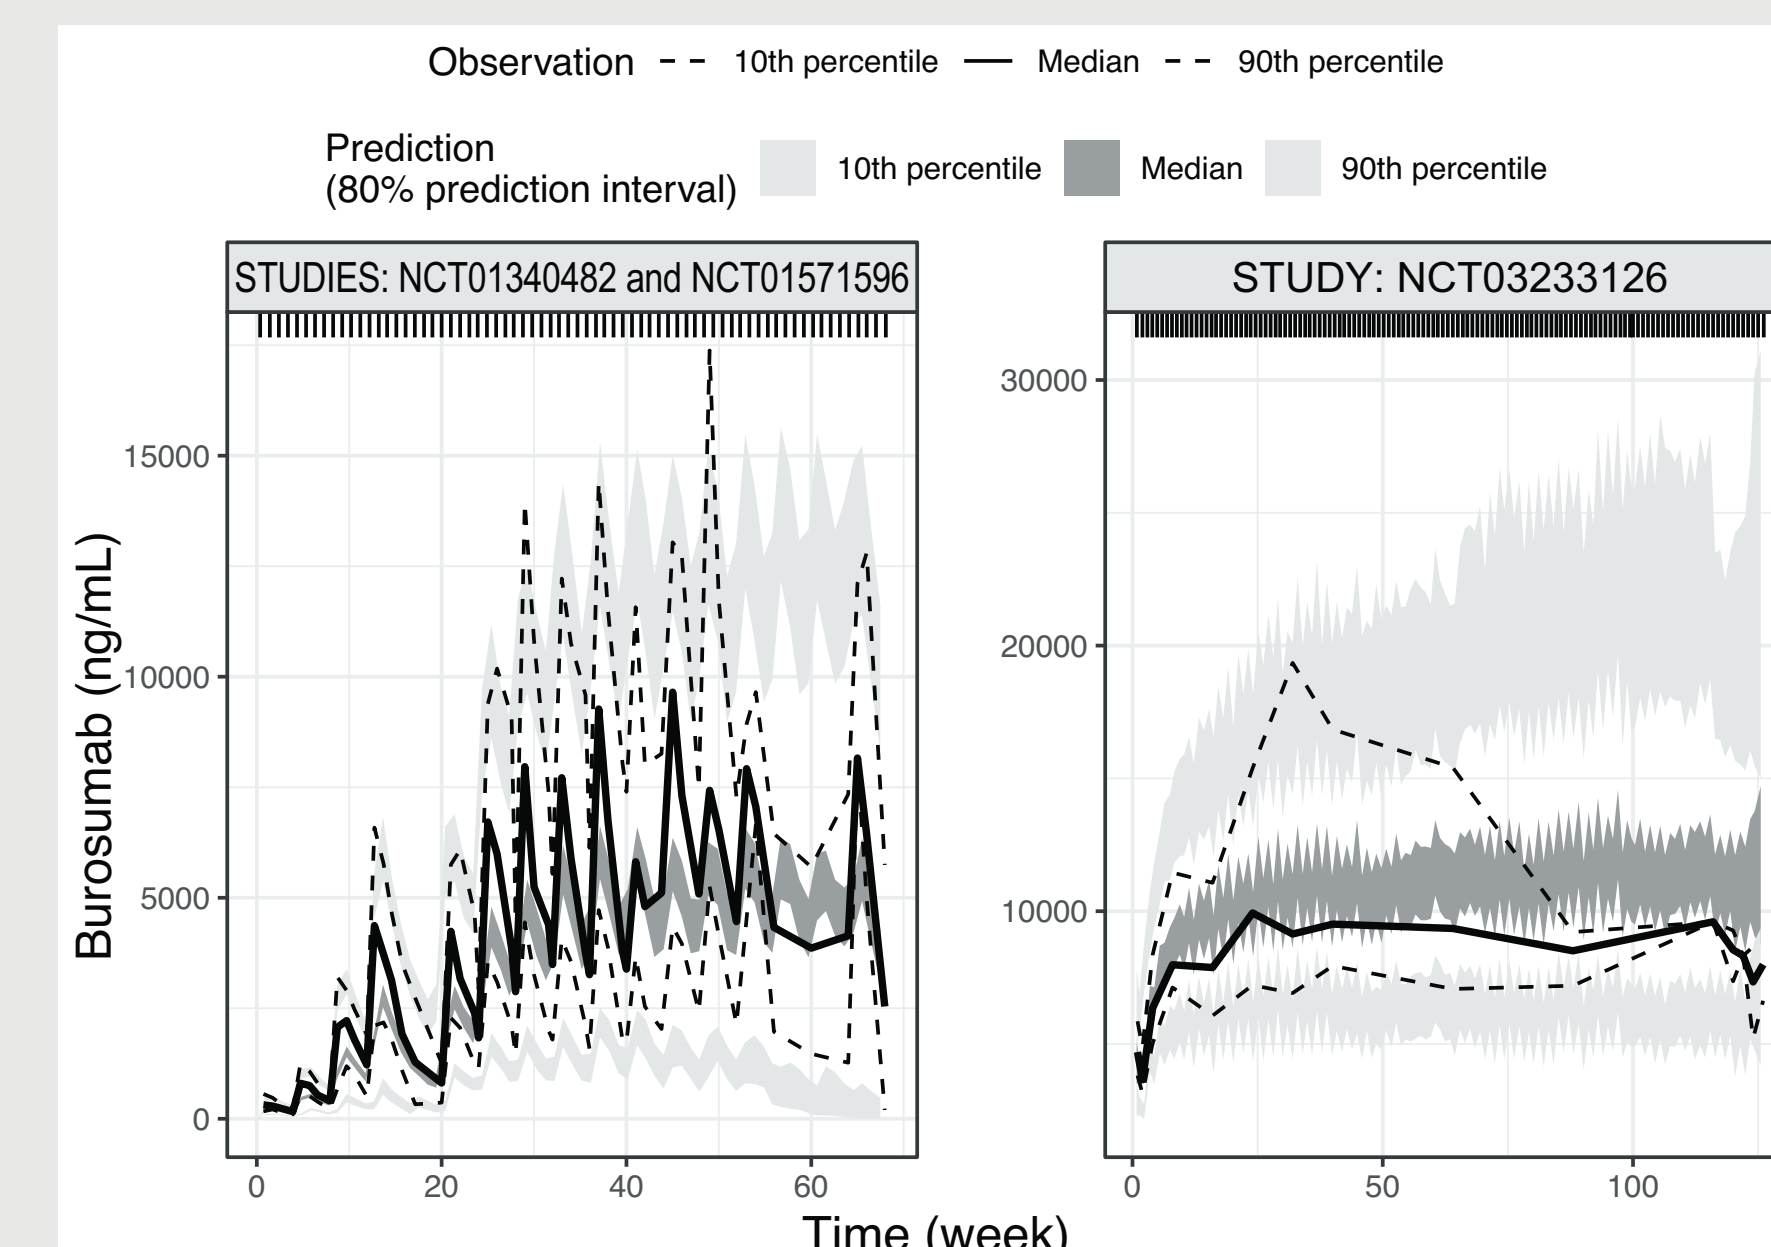 Observation 10th percentile Median 90th percentile
Prediction
(80% prediction interval) 10th percentile Median 90th percentile
STUDIES: NCT01340482 and NCT01571596 STUDY: NCT03233126
Burosumab (ng/mL)
15000
10000
5000
0
0 20 40 60
30000
20000
10000
0 50 100
Time (week)